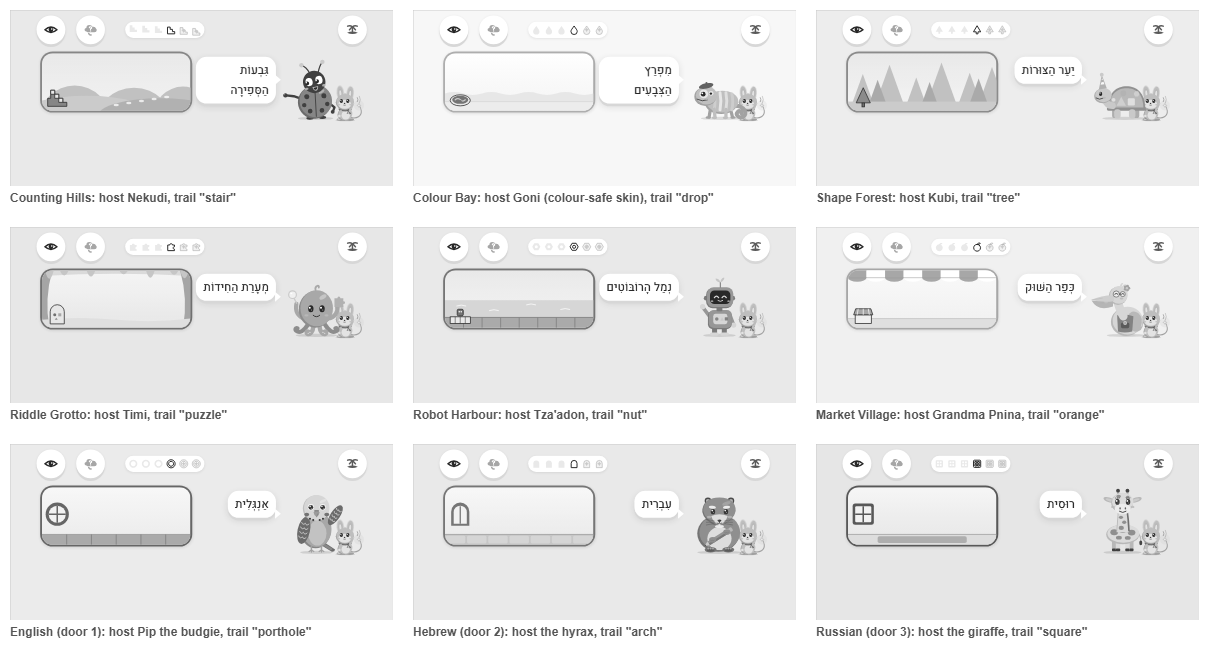 גִּבְעוֹת
הַסְּפִירָה
Counting Hills: host Nekudi, trail "stair"
מִפְרַץ
הַצְּבָעִים
Colour Bay: host Goni (colour-safe skin), trail "drop"
יַעַר הַצּוּרוֹת
Shape Forest: host Kubi, trail "tree"
מְעָרַת הַחִידוֹת
Riddle Grotto: host Timi, trail "puzzle"
נְמַל הָרוֹבּוֹטִים
Robot Harbour: host Tza'adon, trail "nut"
כְּפַר הַשּׁוּק
Market Village: host Grandma Pnina, trail "orange"
אַנְגְּלִית
English (door 1): host Pip the budgie, trail "porthole"
עִבְרִית
Hebrew (door 2): host the hyrax, trail "arch"
רוּסִית
Russian (door 3): host the giraffe, trail "square"